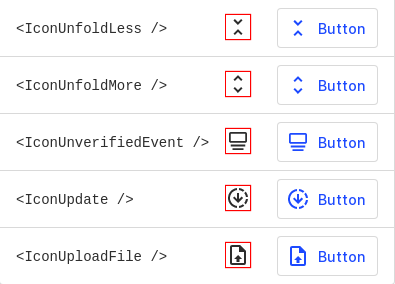 <IconUnfoldLess /> Button
<IconUnfoldMore /> Button
<IconUnverifiedEvent /> Button
<IconUpdate /> Button
<IconUploadFile /> Button